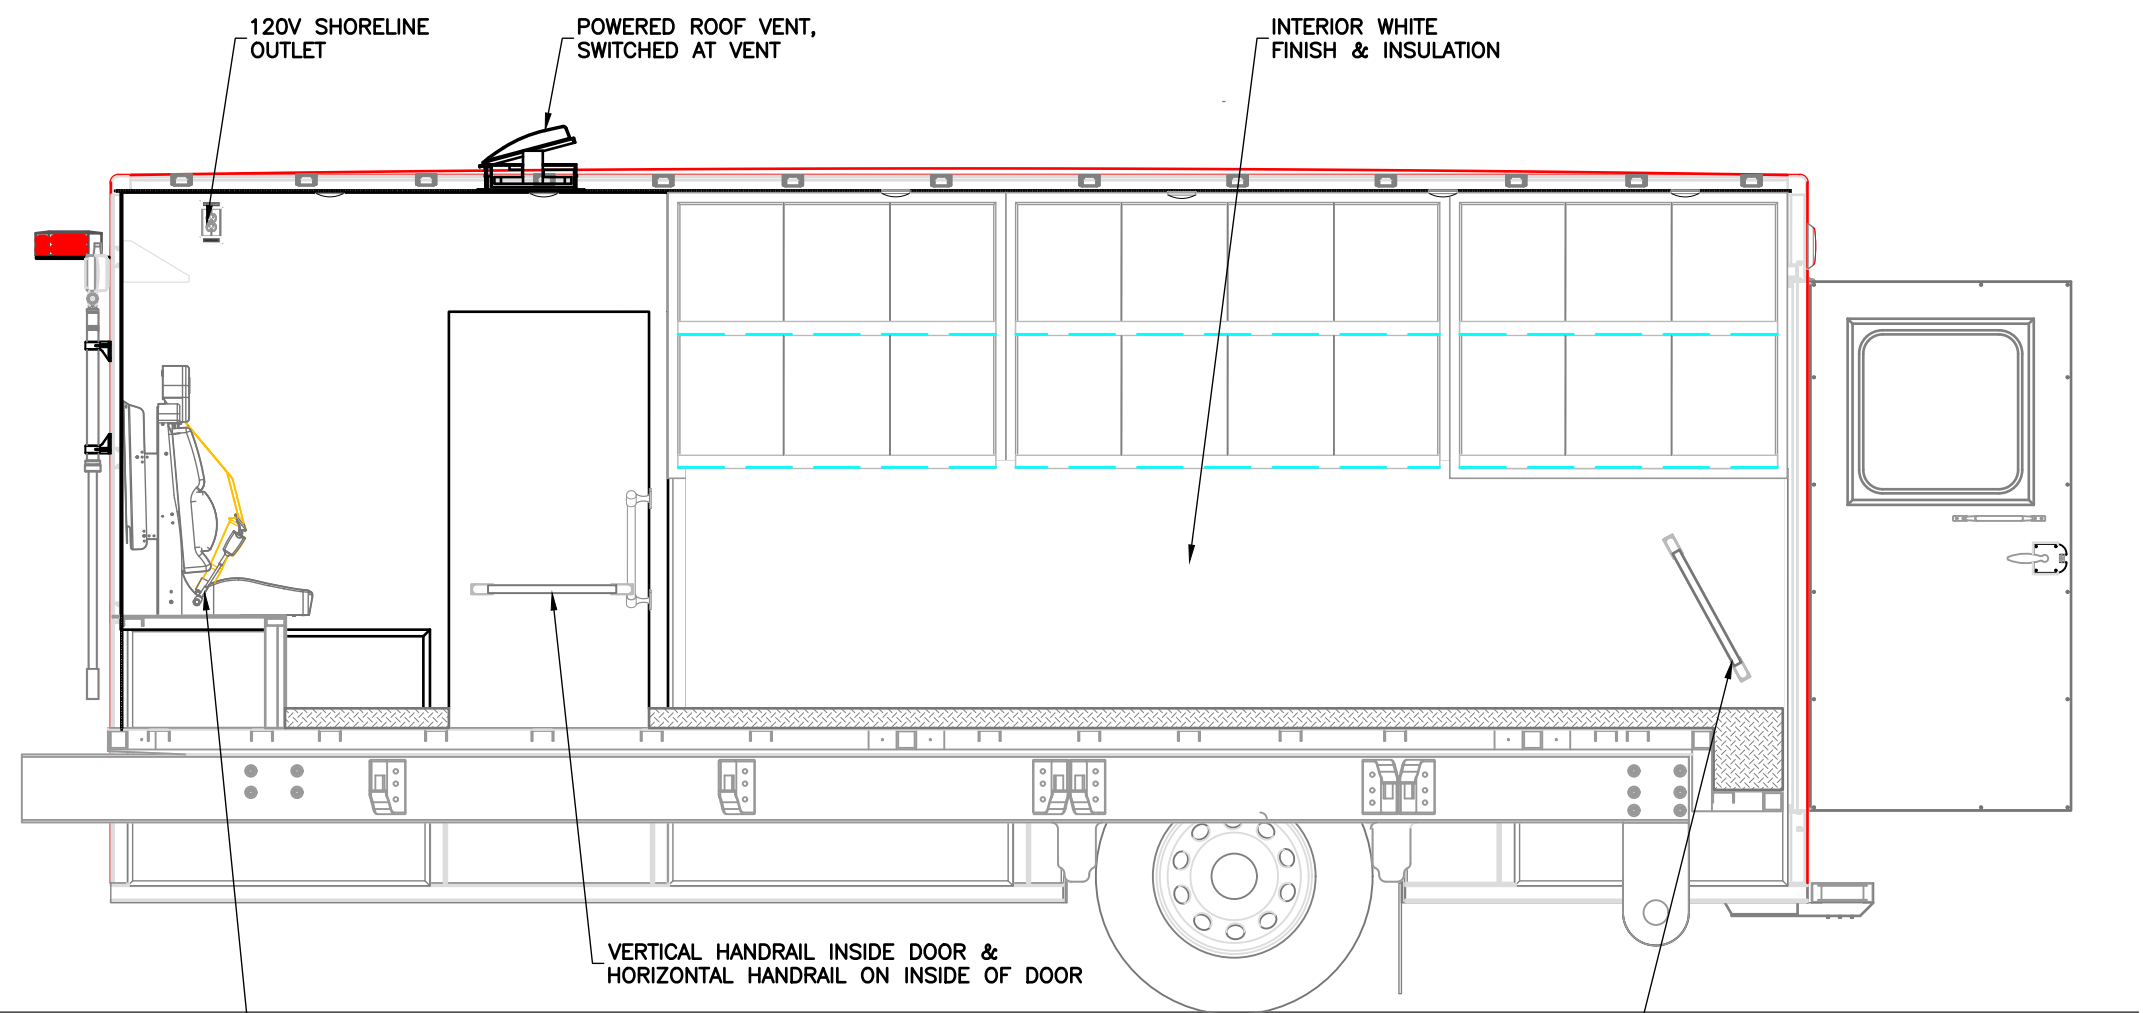 120V SHORELINE
OUTLET
POWERED ROOF VENT,
SWITCHED AT VENT
INTERIOR WHITE
FINISH & INSULATION
VERTICAL HANDRAIL INSIDE DOOR &
HORIZONTAL HANDRAIL ON INSIDE OF DOOR